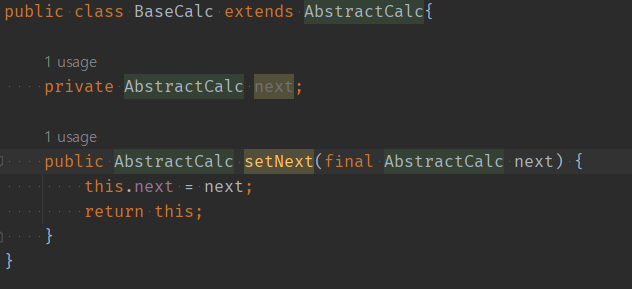 public class BaseCalc extends AbstractCalc{
1 usage
private AbstractCalc next;
1 usage
public AbstractCalc setNext(final AbstractCalc next) {
this.next = next;
return this;
}
}